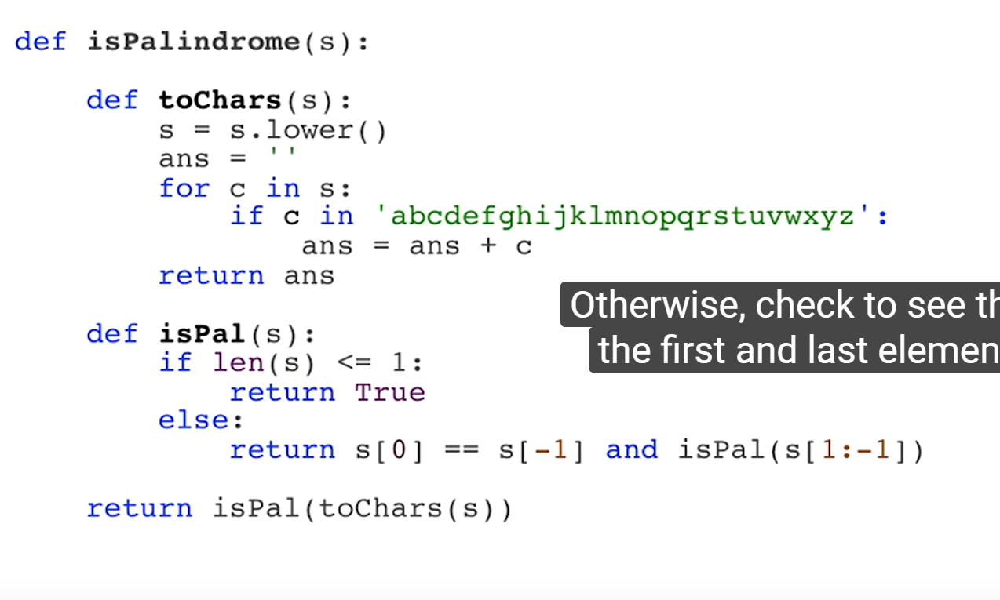 def isPalindrome(s):
    def toChars(s):
        s = s.lower()
        ans = ''
        for c in s:
            if c in 'abcdefghijklmnopqrstuvwxyz':
                ans = ans + c
        return ans
    def isPal(s):
        if len(s) <= 1:
            return True
        else:
            return s[0] == s[-1] and isPal(s[1:-1])
    return isPal(toChars(s))
Otherwise, check to see
the first and last